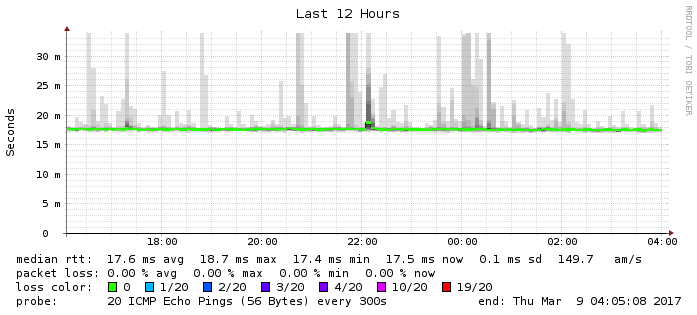 Last 12 Hours
RRDTOOL / TOBI OETIKER
Seconds
30 m
25 m
20 m
15 m
10 m
5 m
0
18:00 20:00 22:00 00:00 02:00 04:00
median rtt: 17.6 ms avg 18.7 ms max 17.4 ms min 17.5 ms now 0.1 ms sd 149.7 am/s
packet loss: 0.00 % avg 0.00 % max 0.00 % min 0.00 % now
loss color: 0 1/20 2/20 3/20 4/20 10/20 19/20
probe: 20 ICMP Echo Pings (56 Bytes) every 300s end: Thu Mar 9 04:05:08 2017